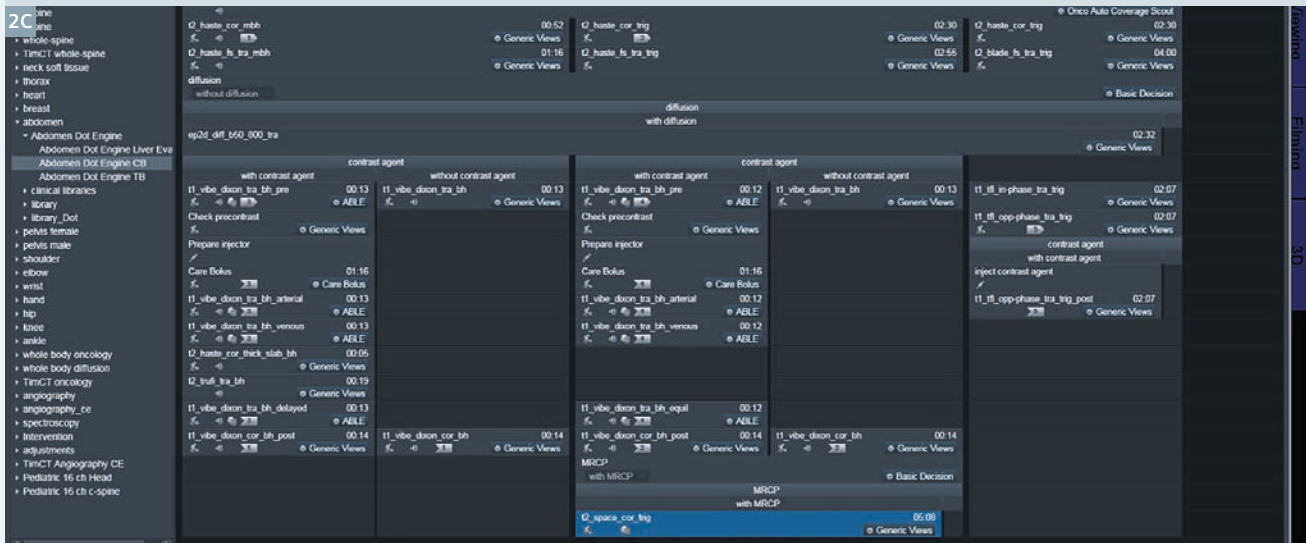 2C
spine
spine
whole-spine
TimCT whole-spine
neck soft tissue
thorax
heart
breast
abdomen
Abdomen Dot Engine
Abdomen Dot Engine Liver Eva
Abdomen Dot Engine CB
Abdomen Dot Engine TB
clinical libraries
library
library_Dot
pelvis female
pelvis male
shoulder
elbow
wrist
hand
hip
knee
ankle
whole body oncology
whole body diffusion
TimCT oncology
angiography
angiography_ce
spectroscopy
Intervention
adjustments
TimCT Angiography CE
Pediatric 16 ch Head
Pediatric 16 ch c-spine
Onco Auto Coverage Scout
t2_haste_cor_mbh 00:52 t2_haste_cor_trig 02:30 t2_haste_cor_trig 02:30
Generic Views Generic Views Generic Views
t2_haste_fs_tra_mbh 01:16 t2_haste_fs_tra_trig 02:55 t2_blade_fs_tra_trig 04:00
Generic Views Generic Views Generic Views
diffusion
without diffusion Basic Decision
diffusion
with diffusion
ep2d_diff_b50_800_tra 02:32
Generic Views
contrast agent contrast agent
with contrast agent without contrast agent with contrast agent without contrast agent
t1_vibe_dixon_tra_bh_pre 00:13 t1_vibe_dixon_tra_bh 00:13 t1_vibe_dixon_tra_bh_pre 00:12 t1_vibe_dixon_tra_bh 00:13 t1_tfl_in-phase_tra_trig 02:07
ABLE Generic Views ABLE Generic Views Generic Views
Check precontrast Check precontrast t1_tfl_opp-phase_tra_trig 02:07
Generic Views Generic Views Generic Views
Prepare injector Prepare injector contrast agent
with contrast agent
Care Bolus 01:16 Care Bolus 01:16 inject contrast agent
Care Bolus Care Bolus
t1_vibe_dixon_tra_bh_arterial 00:13 t1_vibe_dixon_tra_bh_arterial 00:12 t1_tfl_opp-phase_tra_trig_post 02:07
ABLE ABLE Generic Views
t1_vibe_dixon_tra_bh_venous 00:13 t1_vibe_dixon_tra_bh_venous 00:12
ABLE ABLE
t2_haste_cor_thick_slab_bh 00:05
Generic Views
t2_trufi_tra_bh 00:19
Generic Views
t1_vibe_dixon_tra_bh_delayed 00:13 t1_vibe_dixon_tra_bh_equil 00:12
ABLE ABLE
t1_vibe_dixon_cor_bh_post 00:14 t1_vibe_dixon_cor_bh 00:14 t1_vibe_dixon_cor_bh_post 00:14 t1_vibe_dixon_cor_bh 00:14
Generic Views Generic Views Generic Views Generic Views
MRCP
with MRCP Basic Decision
MRCP
with MRCP
t2_space_cor_trig 05:08
Generic Views
Viewing
Filming
3D